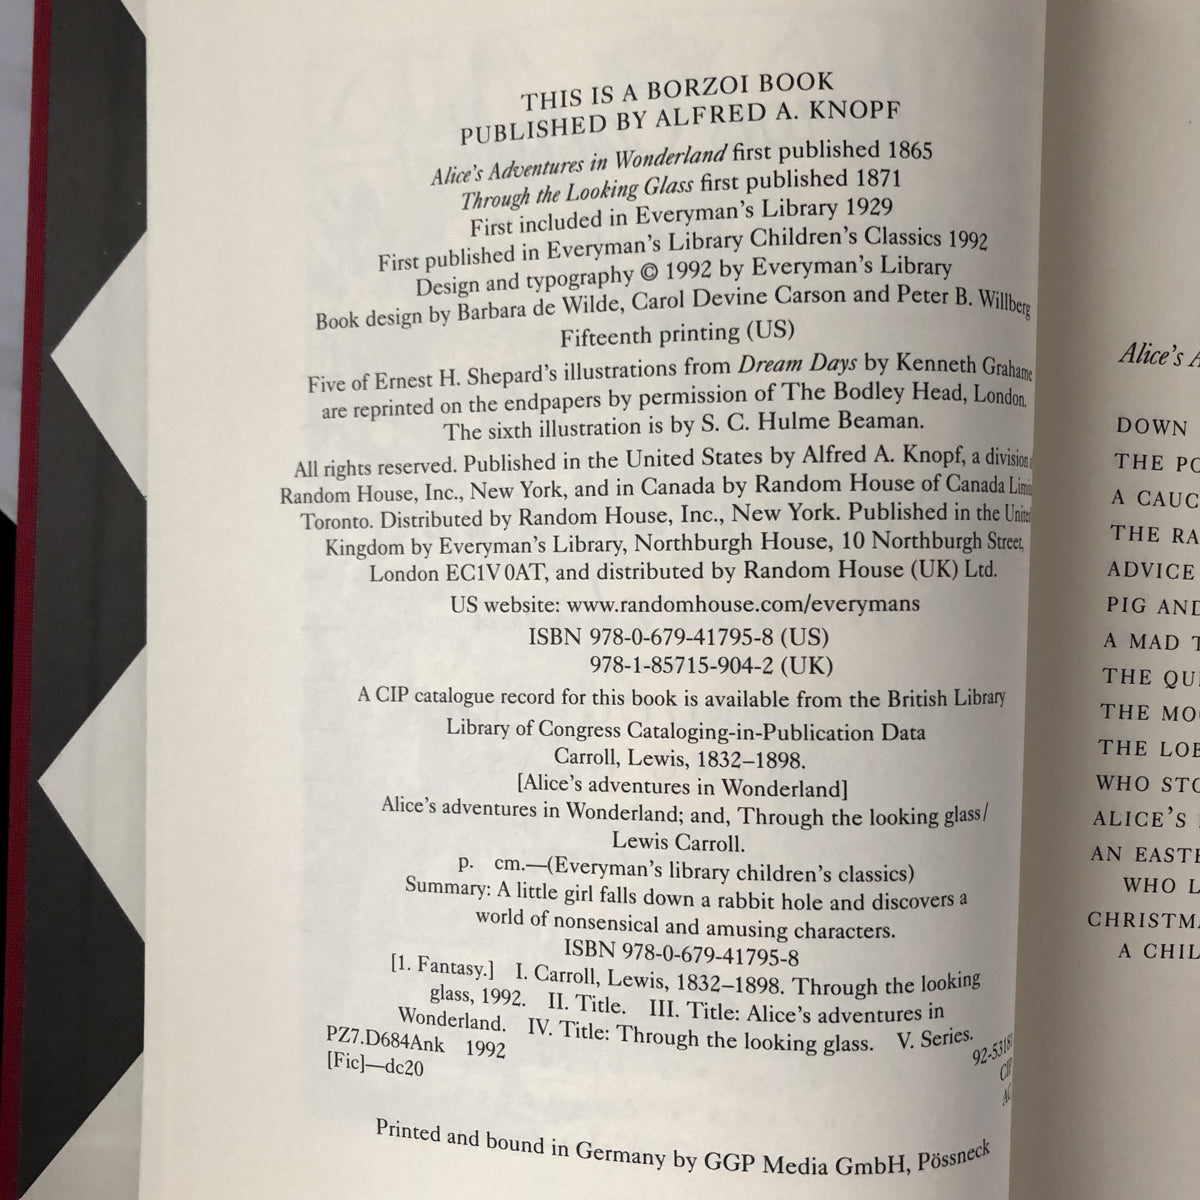 THIS IS A BORZOI BOOK
PUBLISHED BY ALFRED A. KNOPF
Alice's Adventures in Wonderland first published 1865
Through the Looking Glass first published 1871
First included in Everyman's Library 1929
First published in Everyman's Library Children's Classics 1992
Design and typography © 1992 by Everyman's Library
Book design by Barbara de Wilde, Carol Devine Carson and Peter B. Willberg
Fifteenth printing (US)
Five of Ernest H. Shepard's illustrations from Dream Days by Kenneth Grahame
are reprinted on the endpapers by permission of The Bodley Head, London.
The sixth illustration is by S. C. Hulme Beaman.
All rights reserved. Published in the United States by Alfred A. Knopf, a division
Random House, Inc., New York, and in Canada by Random House of Canada
Toronto. Distributed by Random House, Inc., New York. Published in the United
Kingdom by Everyman's Library, Northburgh House, 10 Northburgh Street,
London EC1V 0AT, and distributed by Random House (UK) Ltd.
US website: www.randomhouse.com/everymans
ISBN 978-0-679-41795-8 (US)
978-1-85715-904-2 (UK)
A CIP catalogue record for this book is available from the British Library
Library of Congress Cataloging-in-Publication Data
Carroll, Lewis, 1832–1898.
[Alice's adventures in Wonderland]
Alice's adventures in Wonderland; and, Through the looking glass/
Lewis Carroll.
p. cm.—(Everyman's library children's classics)
Summary: A little girl falls down a rabbit hole and discovers a
world of nonsensical and amusing characters.
ISBN 978-0-679-41795-8
[1. Fantasy.] I. Carroll, Lewis, 1832–1898. Through the looking
glass, 1992. II. Title. III. Title: Alice's adventures in
Wonderland. IV. Title: Through the looking glass. V. Series.
PZ7.D684Ank 1992
[Fic]—dc20
Printed and bound in Germany by GGP Media GmbH, Pössneck
Alice's A
DOWN
THE PO
A CAUC
THE RA
ADVICE
PIG AND
A MAD T
THE QU
THE MO
THE LOB
WHO STO
ALICE'S
AN EASTE
WHO L
CHRISTMA
A CHIL